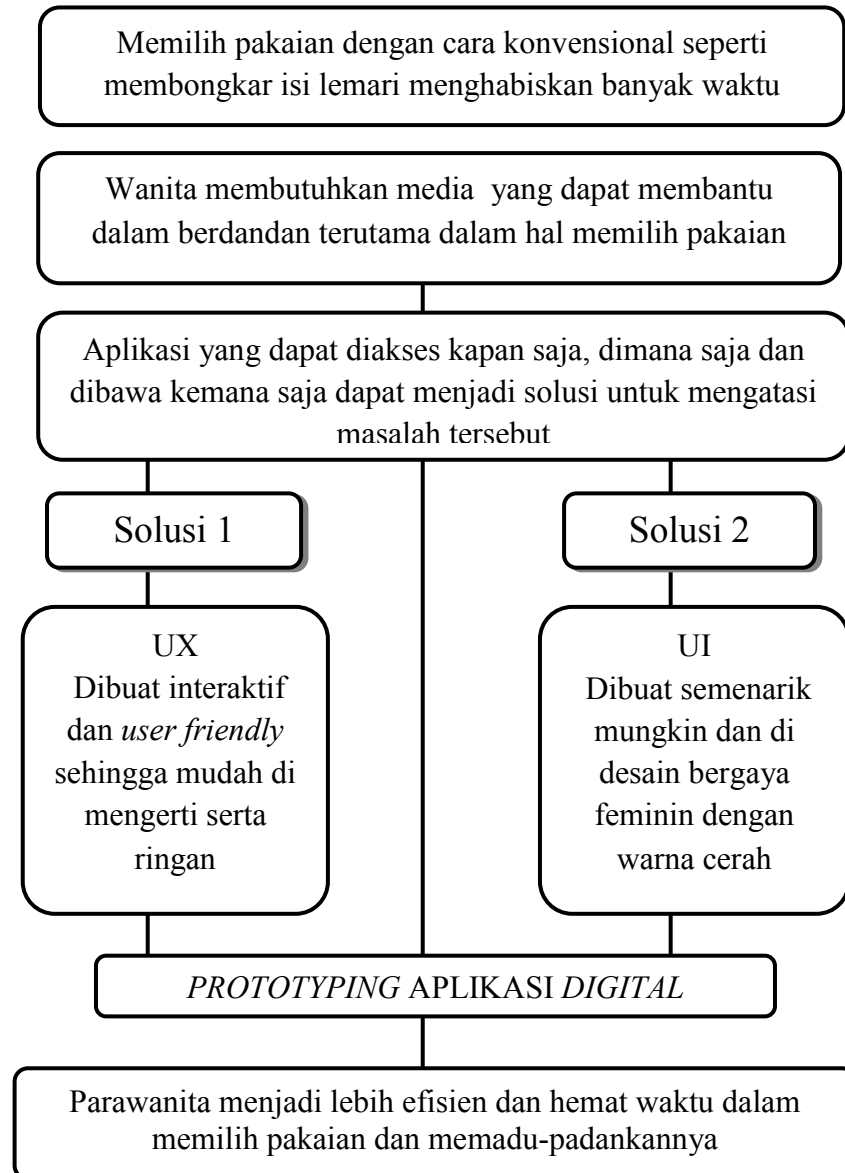 Memilih pakaian dengan cara konvensional seperti
membongkar isi lemari menghabiskan banyak waktu
Wanita membutuhkan media yang dapat membantu
dalam berdandan terutama dalam hal memilih pakaian
Aplikasi yang dapat diakses kapan saja, dimana saja dan
dibawa kemana saja dapat menjadi solusi untuk mengatasi
masalah tersebut
Solusi 1
Solusi 2
UX
Dibuat interaktif
dan user friendly
sehingga mudah di
mengerti serta
ringan
UI
Dibuat semenarik
mungkin dan di
desain bergaya
feminin dengan
warna cerah
PROTOTYPING APLIKASI DIGITAL
Parawanita menjadi lebih efisien dan hemat waktu dalam
memilih pakaian dan memadu-padankannya